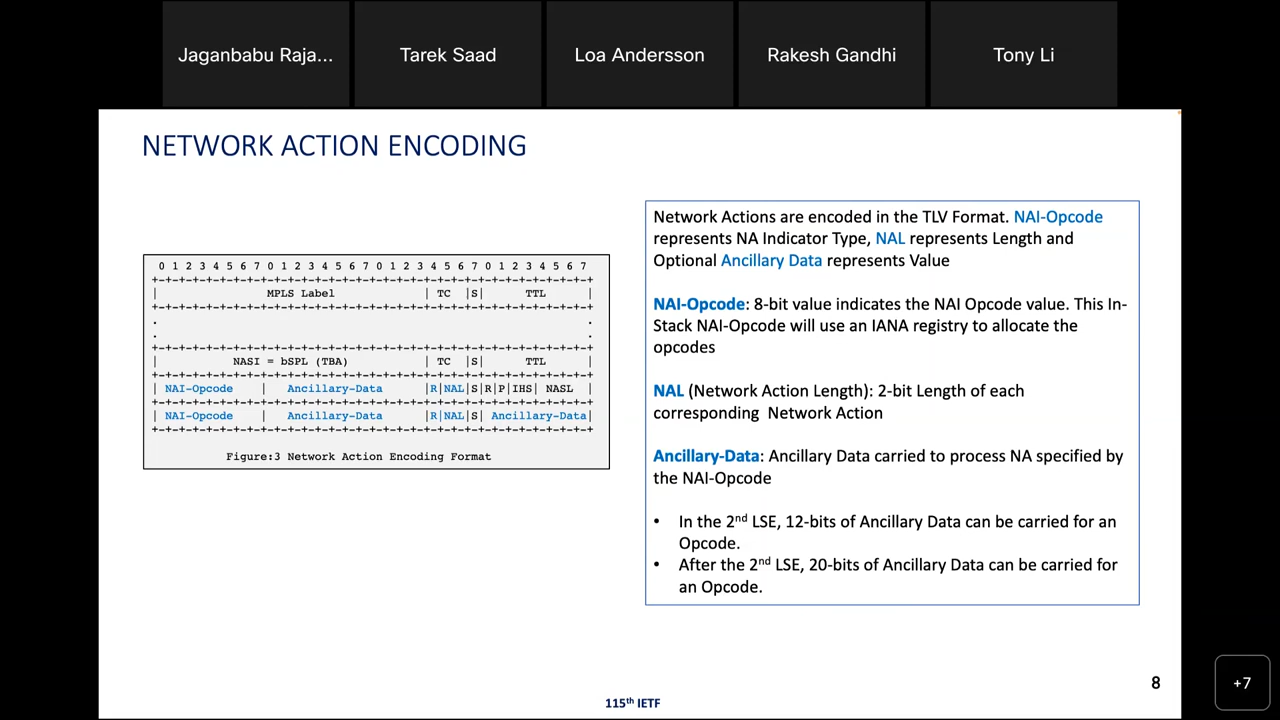 Jaganbabu Raja...
Tarek Saad
Loa Andersson
Rakesh Gandhi
Tony Li
NETWORK ACTION ENCODING
0 1 2 3 4 5 6 7 0 1 2 3 4 5 6 7 0 1 2 3 4 5 6 7 0 1 2 3 4 5 6 7
+-+-+-+-+-+-+-+-+-+-+-+-+-+-+-+-+-+-+-+-+-+-+-+-+-+-+-+-+-+-+-+-+
| MPLS Label | TC |S| TTL |
+-+-+-+-+-+-+-+-+-+-+-+-+-+-+-+-+-+-+-+-+-+-+-+-+-+-+-+-+-+-+-+-+
. .
. .
+-+-+-+-+-+-+-+-+-+-+-+-+-+-+-+-+-+-+-+-+-+-+-+-+-+-+-+-+-+-+-+-+
| NASI = bSPL (TBA) | TC |S| TTL |
+-+-+-+-+-+-+-+-+-+-+-+-+-+-+-+-+-+-+-+-+-+-+-+-+-+-+-+-+-+-+-+-+
| NAI-Opcode | Ancillary-Data |R|NAL|S|R|P|IHS| NASL |
+-+-+-+-+-+-+-+-+-+-+-+-+-+-+-+-+-+-+-+-+-+-+-+-+-+-+-+-+-+-+-+-+
| NAI-Opcode | Ancillary-Data |R|NAL|S| Ancillary-Data|
+-+-+-+-+-+-+-+-+-+-+-+-+-+-+-+-+-+-+-+-+-+-+-+-+-+-+-+-+-+-+-+-+
Figure:3 Network Action Encoding Format
Network Actions are encoded in the TLV Format. NAI-Opcode
represents NA Indicator Type, NAL represents Length and
Optional Ancillary Data represents Value
NAI-Opcode: 8-bit value indicates the NAI Opcode value. This In-
Stack NAI-Opcode will use an IANA registry to allocate the
opcodes
NAL (Network Action Length): 2-bit Length of each
corresponding Network Action
Ancillary-Data: Ancillary Data carried to process NA specified by
the NAI-Opcode
• In the 2nd LSE, 12-bits of Ancillary Data can be carried for an
Opcode.
• After the 2nd LSE, 20-bits of Ancillary Data can be carried for
an Opcode.
8
115th IETF
+7